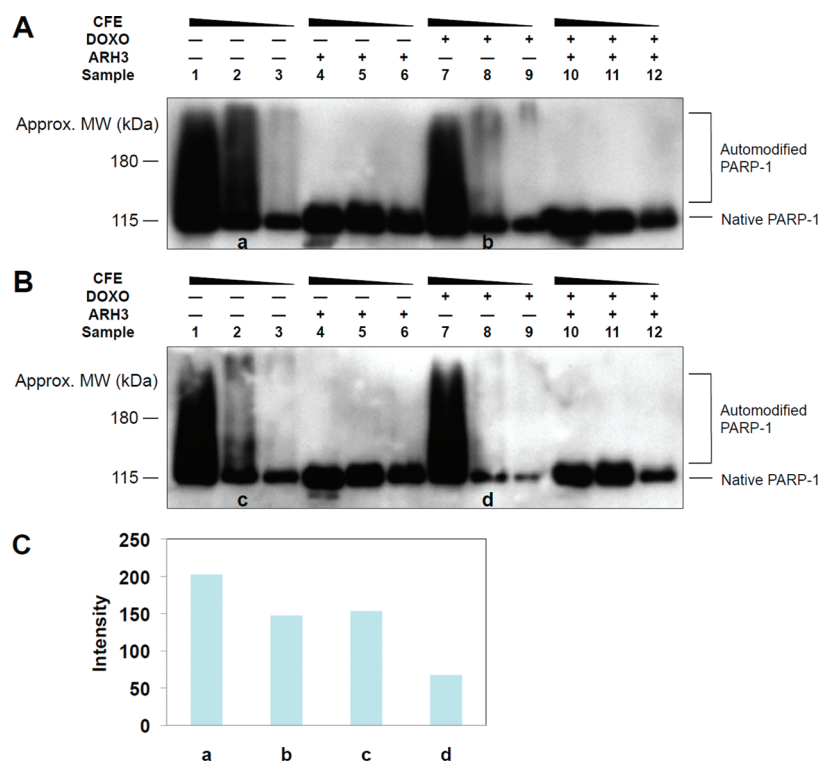 A
CFE
DOXO — — — — — — + + + + + +
ARH3 — — — + + + — — — + + +
Sample 1 2 3 4 5 6 7 8 9 10 11 12
Approx. MW (kDa)
180 —
115 —
Automodified
PARP-1
Native PARP-1
a b
B
CFE
DOXO — — — — — — + + + + + +
ARH3 — — — + + + — — — + + +
Sample 1 2 3 4 5 6 7 8 9 10 11 12
Approx. MW (kDa)
180 —
115 —
Automodified
PARP-1
Native PARP-1
c d
C
Intensity
250
200
150
100
50
0
a b c d